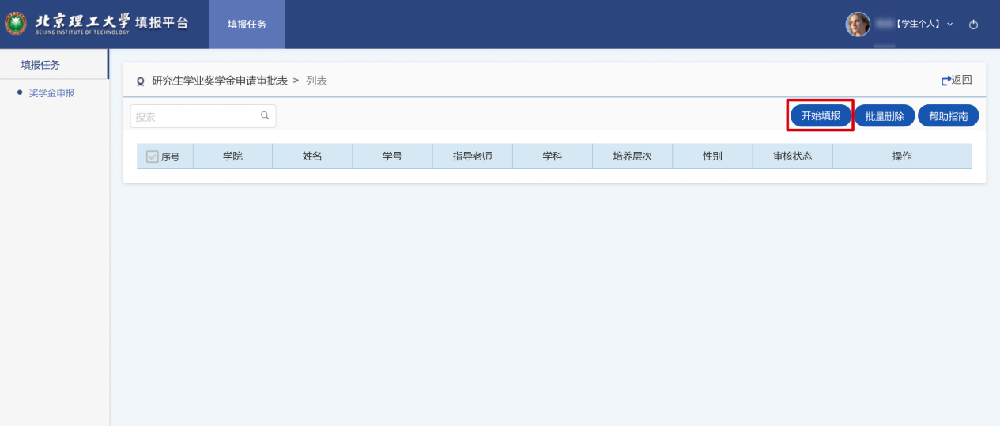 北京理工大学 填报平台
BEIJING INSTITUTE OF TECHNOLOGY
填报任务
【学生个人】
填报任务
奖学金申报
研究生学业奖学金申请审批表 > 列表
返回
搜索
开始填报 批量删除 帮助指南
序号 学院 姓名 学号 指导老师 学科 培养层次 性别 审核状态 操作